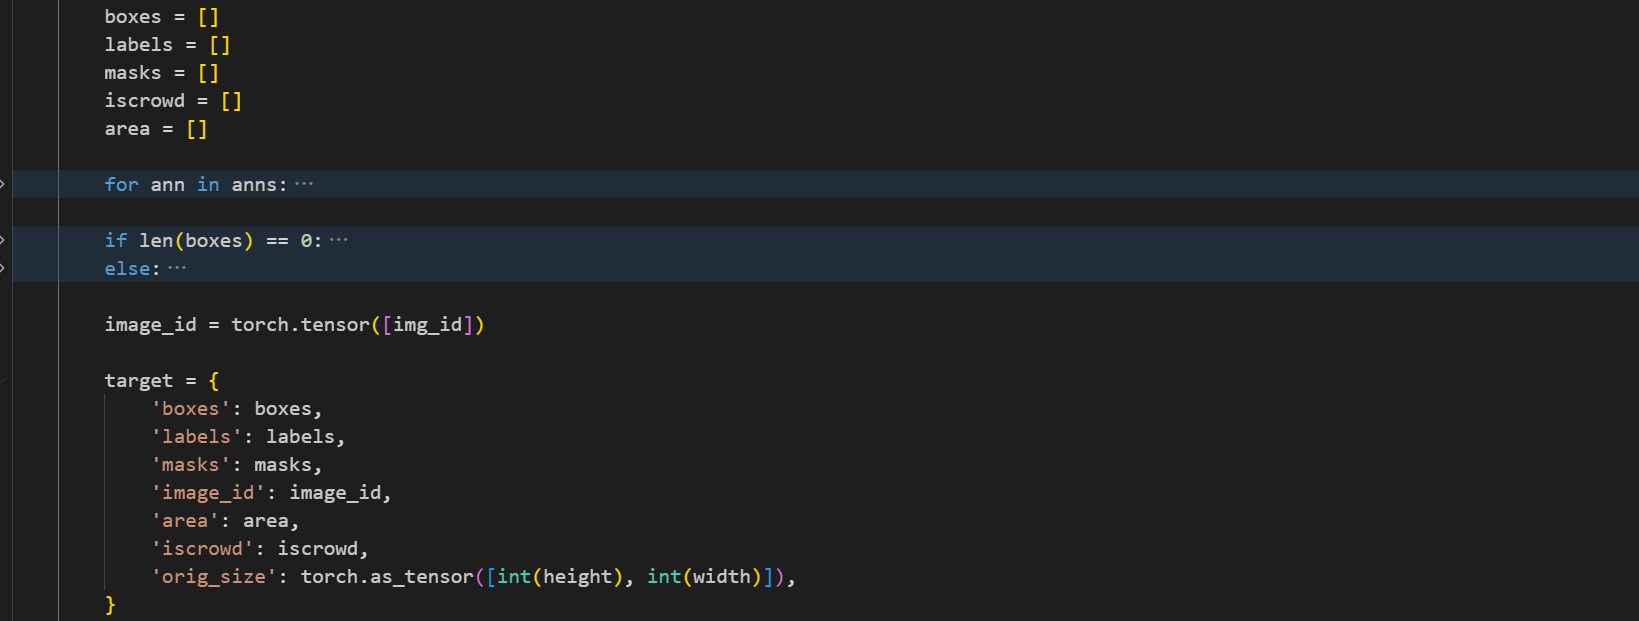 boxes = []
labels = []
masks = []
iscrowd = []
area = []
for ann in anns:···
if len(boxes) == 0:···
else:···
image_id = torch.tensor([img_id])
target = {
'boxes': boxes,
'labels': labels,
'masks': masks,
'image_id': image_id,
'area': area,
'iscrowd': iscrowd,
'orig_size': torch.as_tensor([int(height), int(width)]),
}